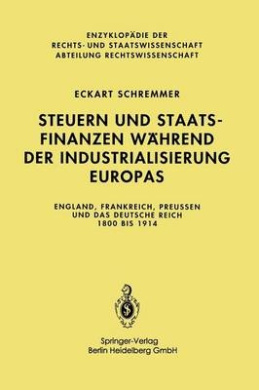 ENZYKLOPÄDIE DER
RECHTS- UND STAATSWISSENSCHAFT
ABTEILUNG RECHTSWISSENSCHAFT
ECKART SCHREMMER
STEUERN UND STAATS-
FINANZEN WÄHREND
DER INDUSTRIALISIERUNG
EUROPAS
ENGLAND, FRANKREICH, PREUSSEN
UND DAS DEUTSCHE REICH
1800 BIS 1914
Springer-Verlag
Berlin Heidelberg GmbH